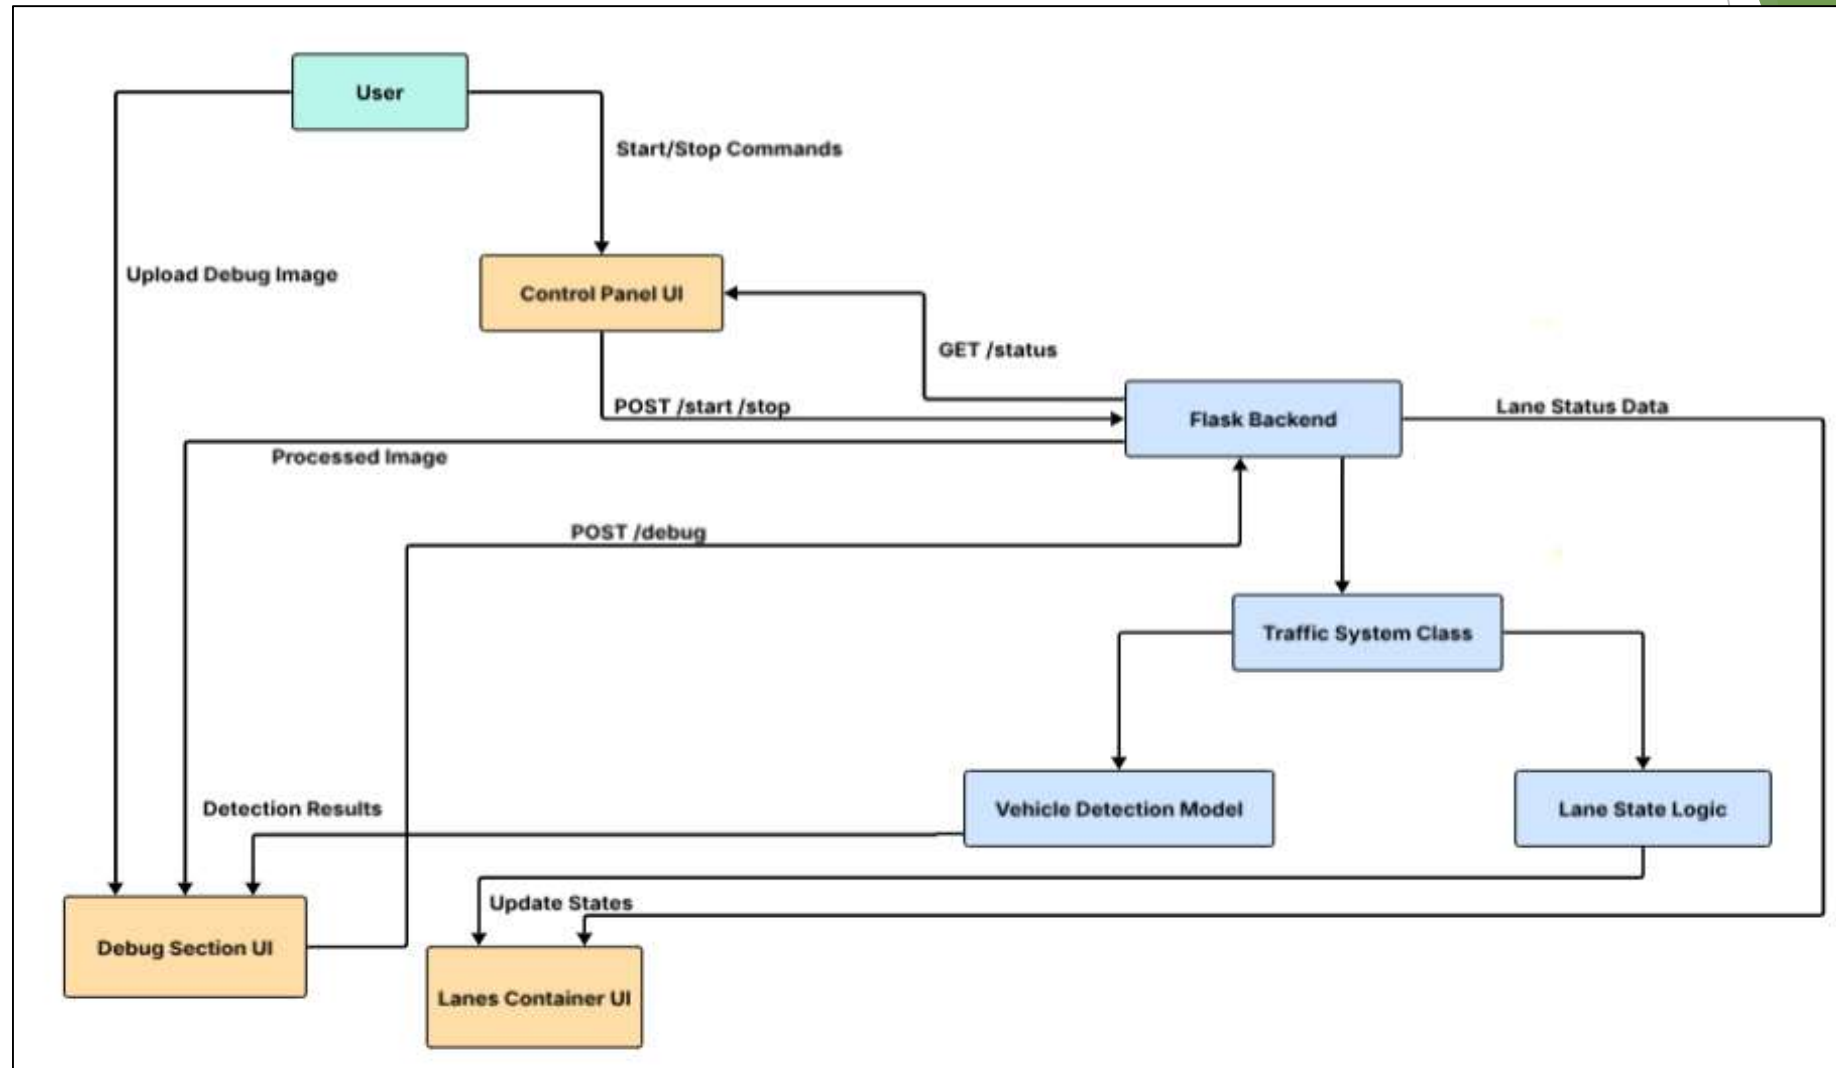 User
Start/Stop Commands
Upload Debug Image
Control Panel UI
GET /status
POST /start /stop
Flask Backend
Lane Status Data
Processed Image
POST /debug
Traffic System Class
Detection Results
Vehicle Detection Model
Lane State Logic
Update States
Debug Section UI
Lanes Container UI